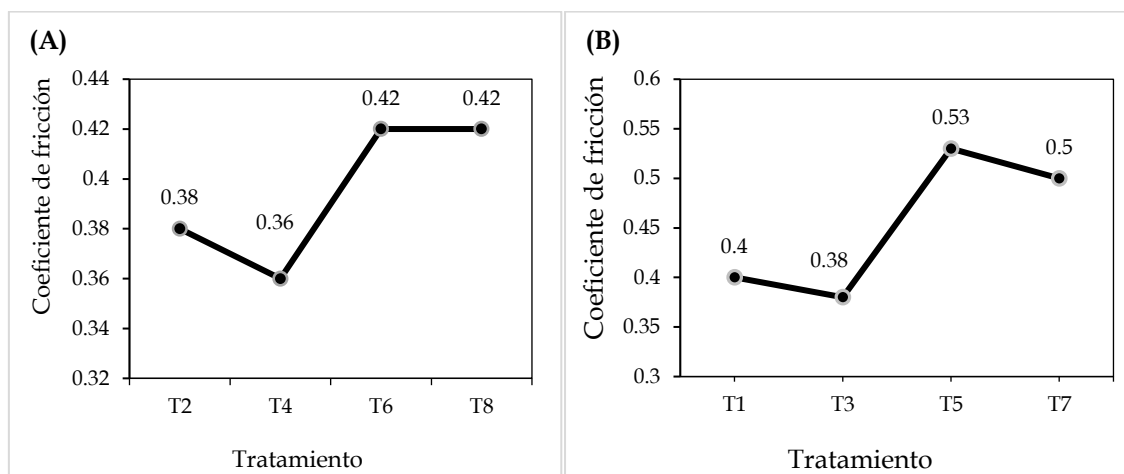 (A)
Coeficiente de fricción
0.44
0.42
0.4
0.38
0.36
0.34
0.32
0.38
0.36
0.42
0.42
T2 T4 T6 T8
Tratamiento
(B)
Coeficiente de fricción
0.6
0.55
0.5
0.45
0.4
0.35
0.3
0.4
0.38
0.53
0.5
T1 T3 T5 T7
Tratamiento